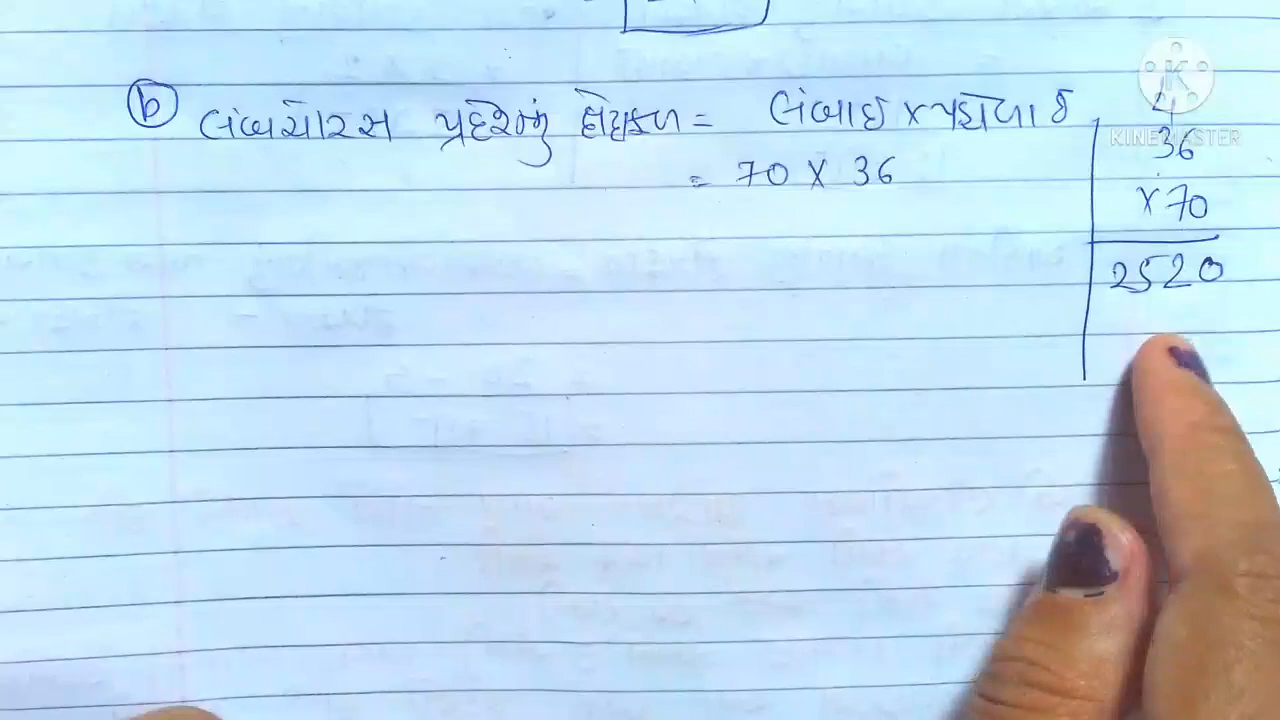 b લંબચોરસ પ્રદેશનું ક્ષેત્રફળ = લંબાઈ × પહોળાઈ
= 70 × 36
4
36
× 70
2520
K
KINEMASTER